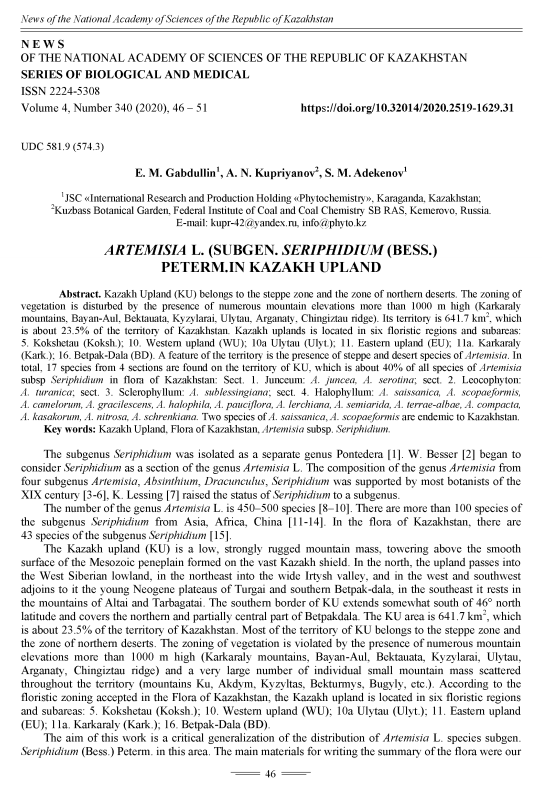 News of the National Academy of Sciences of the Republic of Kazakhstan
N E W S
OF THE NATIONAL ACADEMY OF SCIENCES OF THE REPUBLIC OF KAZAKHSTAN
SERIES OF BIOLOGICAL AND MEDICAL
ISSN 2224-5308
Volume 4, Number 340 (2020), 46 – 51 https://doi.org/10.32014/2020.2519-1629.31
UDC 581.9 (574.3)
E. M. Gabdullin¹, A. N. Kupriyanov², S. M. Adekenov¹
¹JSC «International Research and Production Holding «Phytochemistry», Karaganda, Kazakhstan;
²Kuzbass Botanical Garden, Federal Institute of Coal and Coal Chemistry SB RAS, Kemerovo, Russia.
E-mail: kupr-42@yandex.ru, info@phyto.kz
ARTEMISIA L. (SUBGEN. SERIPHIDIUM (BESS.)
PETERM.IN KAZAKH UPLAND
Abstract. Kazakh Upland (KU) belongs to the steppe zone and the zone of northern deserts. The zoning of
vegetation is disturbed by the presence of numerous mountain elevations more than 1000 m high (Karkaraly
mountains, Bayan-Aul, Bektauata, Kyzylarai, Ulytau, Arganaty, Chingiztau ridge). Its territory is 641.7 km², which
is about 23.5% of the territory of Kazakhstan. Kazakh uplands is located in six floristic regions and subareas:
5. Kokshetau (Koksh.); 10. Western upland (WU); 10a Ulytau (Ulyt.); 11. Eastern upland (EU); 11a. Karkaraly
(Kark.); 16. Betpak-Dala (BD). A feature of the territory is the presence of steppe and desert species of Artemisia. In
total, 17 species from 4 sections are found on the territory of KU, which is about 40% of all species of Artemisia
subsp Seriphidium in flora of Kazakhstan: Sect. 1. Junceum: A. juncea, A. serotina; sect. 2. Leocophyton:
A. turanica; sect. 3. Sclerophyllum: A. sublessingiana; sect. 4. Halophyllum: A. saissanica, A. scopaeformis,
A. camelorum, A. gracilescens, A. halophila, A. pauciflora, A. lerchiana, A. semiarida, A. terrae-albae, A. compacta,
A. kasakorum, A. nitrosa, A. schrenkiana. Two species of A. saissanica, A. scopaeformis are endemic to Kazakhstan.
Key words: Kazakh Upland, Flora of Kazakhstan, Artemisia subsp. Seriphidium.
The subgenus Seriphidium was isolated as a separate genus Pontedera [1]. W. Besser [2] began to
consider Seriphidium as a section of the genus Artemisia L. The composition of the genus Artemisia from
four subgenus Artemisia, Absinthium, Dracunculus, Seriphidium was supported by most botanists of the
XIX century [3-6], K. Lessing [7] raised the status of Seriphidium to a subgenus.
The number of the genus Artemisia L. is 450–500 species [8–10]. There are more than 100 species of
the subgenus Seriphidium from Asia, Africa, China [11-14]. In the flora of Kazakhstan, there are
43 species of the subgenus Seriphidium [15].
The Kazakh upland (KU) is a low, strongly rugged mountain mass, towering above the smooth
surface of the Mesozoic peneplain formed on the vast Kazakh shield. In the north, the upland passes into
the West Siberian lowland, in the northeast into the wide Irtysh valley, and in the west and southwest
adjoins to it the young Neogene plateaus of Turgai and southern Betpak-dala, in the southeast it rests in
the mountains of Altai and Tarbagatai. The southern border of KU extends somewhat south of 46° north
latitude and covers the northern and partially central part of Betpakdala. The KU area is 641.7 km², which
is about 23.5% of the territory of Kazakhstan. Most of the territory of KU belongs to the steppe zone and
the zone of northern deserts. The zoning of vegetation is violated by the presence of numerous mountain
elevations more than 1000 m high (Karkaraly mountains, Bayan-Aul, Bektauata, Kyzylarai, Ulytau,
Arganaty, Chingiztau ridge) and a very large number of individual small mountain mass scattered
throughout the territory (mountains Ku, Akdym, Kyzyltas, Bekturmys, Bugyly, etc.). According to the
floristic zoning accepted in the Flora of Kazakhstan, the Kazakh upland is located in six floristic regions
and subareas: 5. Kokshetau (Koksh.); 10. Western upland (WU); 10a Ulytau (Ulyt.); 11. Eastern upland
(EU); 11a. Karkaraly (Kark.); 16. Betpak-Dala (BD).
The aim of this work is a critical generalization of the distribution of Artemisia L. species subgen.
Seriphidium (Bess.) Peterm. in this area. The main materials for writing the summary of the flora were our
46